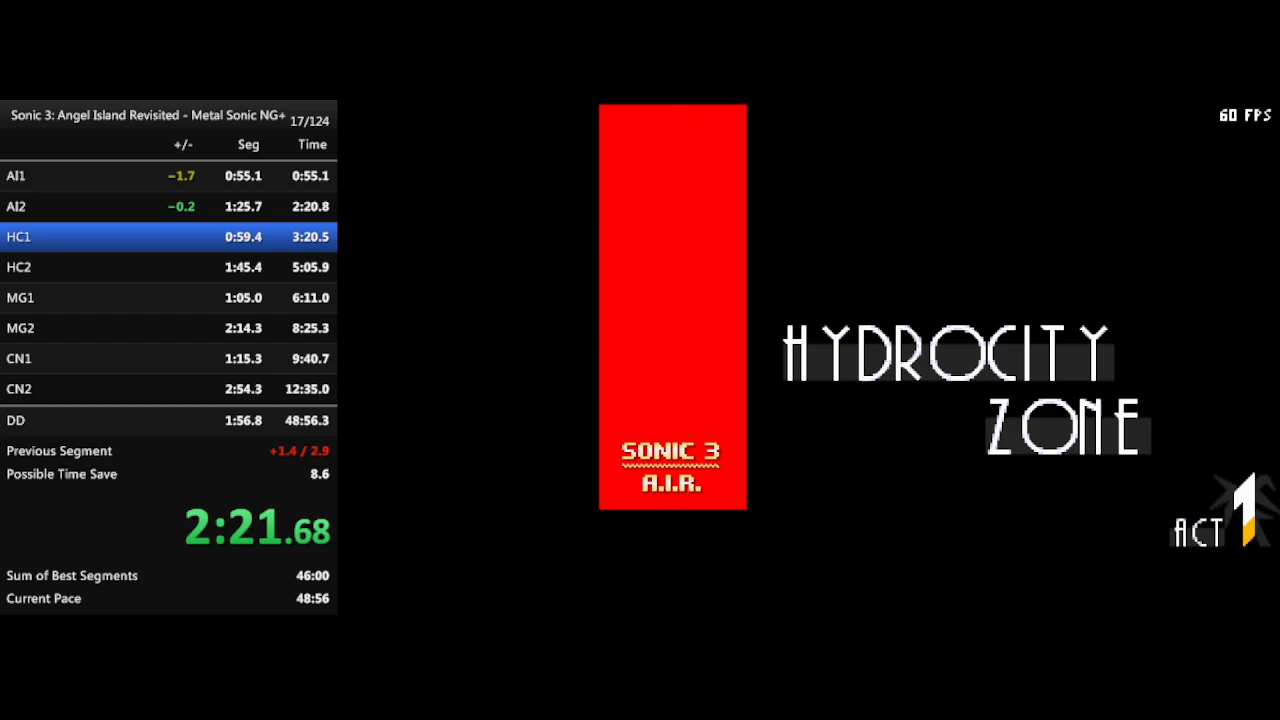 Sonic 3: Angel Island Revisited - Metal Sonic NG+ 17/124
+/- Seg Time
AI1 −1.7 0:55.1 0:55.1
AI2 −0.2 1:25.7 2:20.8
HC1 0:59.4 3:20.5
HC2 1:45.4 5:05.9
MG1 1:05.0 6:11.0
MG2 2:14.3 8:25.3
CN1 1:15.3 9:40.7
CN2 2:54.3 12:35.0
DD 1:56.8 48:56.3
Previous Segment +1.4 / 2.9
Possible Time Save 8.6
2:21.68
Sum of Best Segments 46:00
Current Pace 48:56
SONIC 3
A.I.R.
HYDROCITY
ZONE
ACT 1
60 FPS